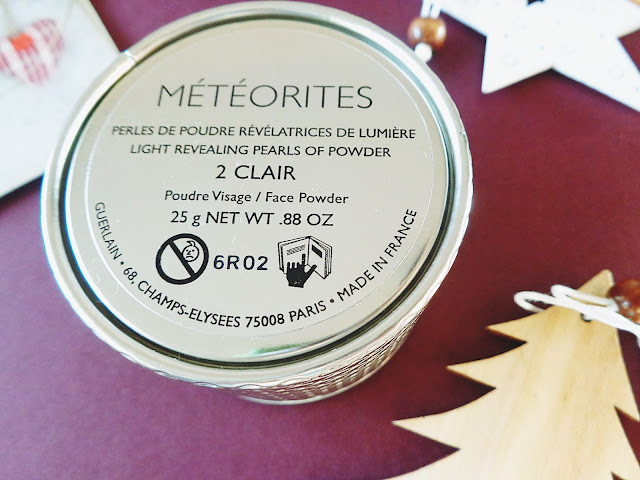 MÉTÉORITES
PERLES DE POUDRE RÉVÉLATRICES DE LUMIÈRE
LIGHT REVEALING PEARLS OF POWDER
2 CLAIR
Poudre Visage / Face Powder
25 g NET WT .88 OZ
6R02
GUERLAIN • 68, CHAMPS-ELYSEES 75008 PARIS • MADE IN FRANCE